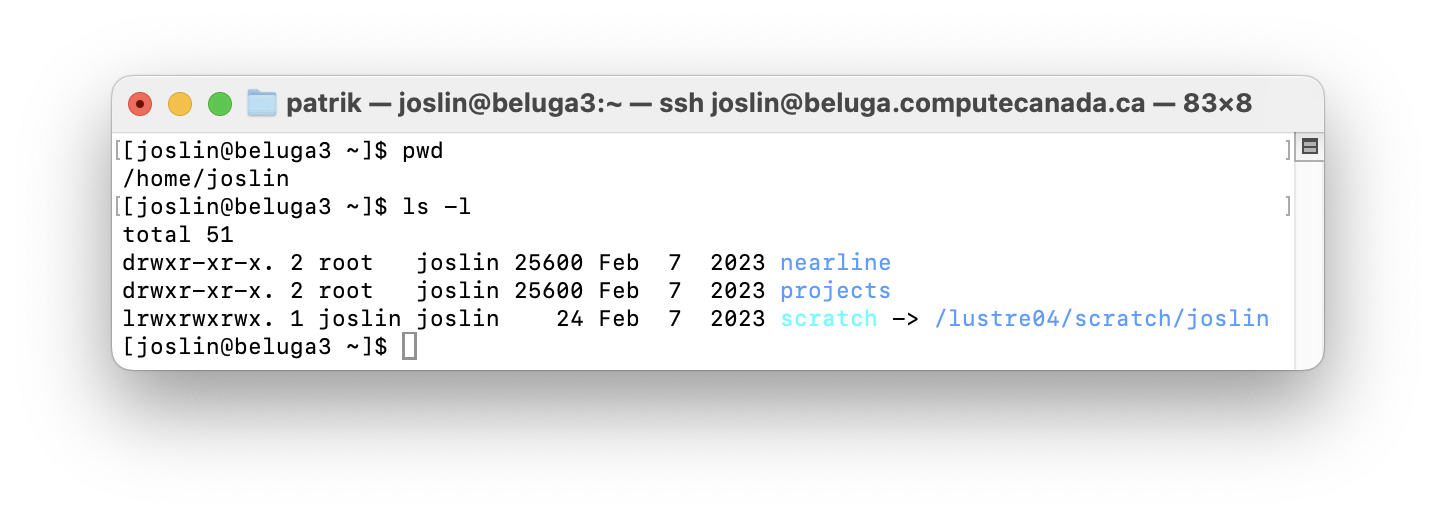 patrik — joslin@beluga3:~ — ssh joslin@beluga.computecanada.ca — 83×8
[[joslin@beluga3 ~]$ pwd ]
/home/joslin
[[joslin@beluga3 ~]$ ls -l ]
total 51
drwxr-xr-x. 2 root   joslin 25600 Feb  7  2023 nearline
drwxr-xr-x. 2 root   joslin 25600 Feb  7  2023 projects
lrwxrwxrwx. 1 joslin joslin    24 Feb  7  2023 scratch -> /lustre04/scratch/joslin
[joslin@beluga3 ~]$